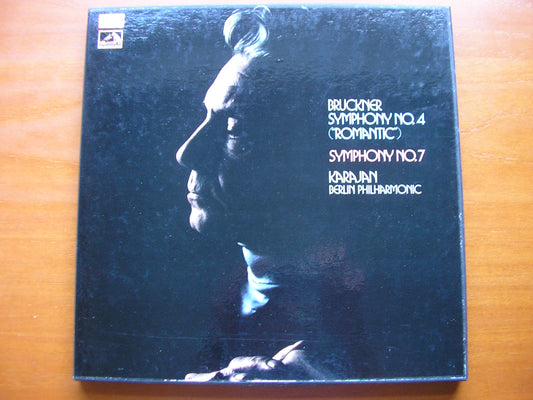 BRUCKNER
SYMPHONY NO.4
("ROMANTIC")
SYMPHONY NO.7
KARAJAN
BERLIN PHILHARMONIC